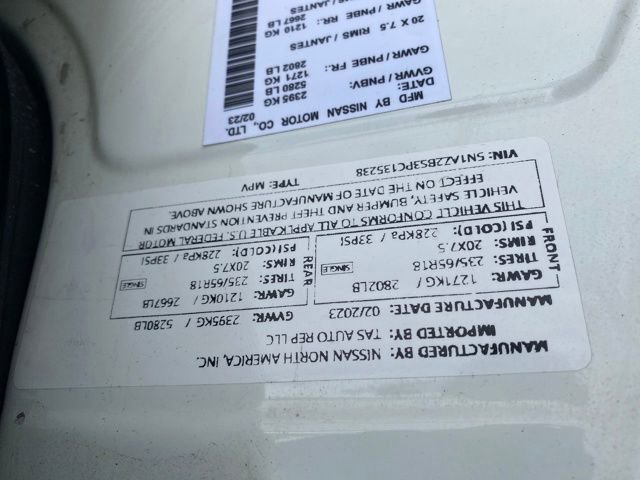 MANUFACTURED BY: NISSAN NORTH AMERICA, INC.
IMPORTED BY: TAS AUTO REP LLC
MANUFACTURE DATE: 02/2023 GVWR: 2395KG / 5280LB
FRONT
GAWR: 1271KG / 2802LB
TIRES: 235/65R18 SINGLE
RIMS: 20X7.5
PSI (COLD): 228KPa / 33PSI
REAR
GAWR: 1210KG / 2667LB
TIRES: 235/65R18 SINGLE
RIMS: 20X7.5
PSI (COLD): 228KPa / 33PSI
THIS VEHICLE CONFORMS TO ALL APPLICABLE U.S. FEDERAL MOTOR
VEHICLE SAFETY, BUMPER AND THEFT PREVENTION STANDARDS IN
EFFECT ON THE DATE OF MANUFACTURE SHOWN ABOVE.
VIN: 5N1AZ2BS3PC135238 TYPE: MPV
MFD BY NISSAN MOTOR CO., LTD. 02/23
GVWR / PNBV: 2395 KG
5280 LB
GAWR / PNBE FR.: 1271 KG
2802 LB
20 X 7.5 RIMS / JANTES
GAWR / PNBE RR.: 1210 KG
2667 LB
RIMS / JANTES